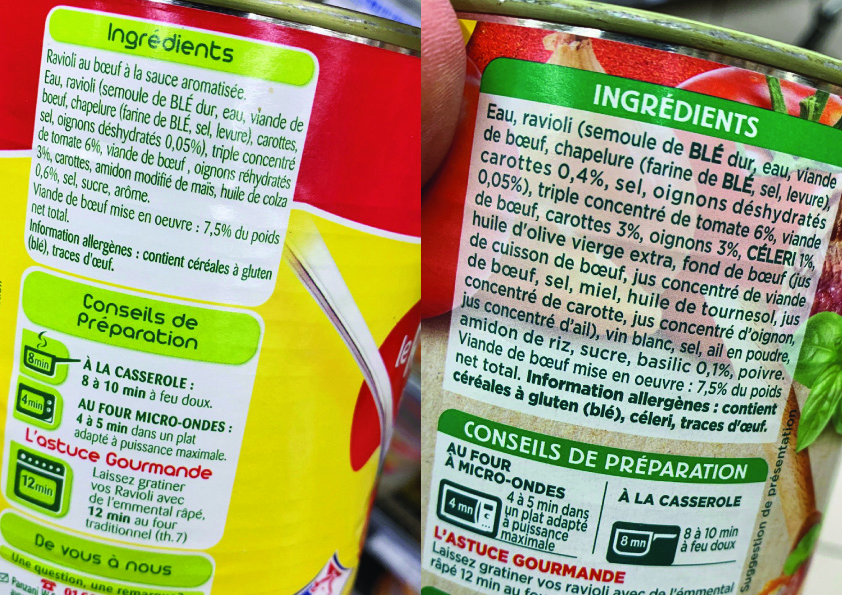 Ingrédients
Ravioli au bœuf à la sauce aromatisée.
Eau, ravioli (semoule de BLÉ dur, eau, viande de
boeuf, chapelure (farine de BLÉ, sel, levure), carottes,
sel, oignons déshydratés 0,05%), triple concentré
de tomate 6%, viande de bœuf , oignons réhydratés
3%, carottes, amidon modifié de maïs, huile de colza
0,6%, sel, sucre, arôme.
Viande de bœuf mise en oeuvre : 7,5% du poids
net total.
Information allergènes : contient céréales à gluten
(blé), traces d'œuf.
Conseils de
préparation
8min
À LA CASSEROLE :
8 à 10 min à feu doux.
4min
AU FOUR MICRO-ONDES :
4 à 5 min dans un plat
adapté à puissance maximale.
L'astuce Gourmande
12min
Laissez gratiner
vos Ravioli avec
de l'emmental râpé,
12 min au four
traditionnel (th.7)
De vous à nous
Une question, une remarque
Panzani
INGRÉDIENTS
Eau, ravioli (semoule de BLÉ dur, eau, viande
de bœuf, chapelure (farine de BLÉ, sel, levure),
carottes 0,4%, sel, oignons déshydratés
0,05%), triple concentré de tomate 6%, viande
de bœuf, carottes 3%, oignons 3%, CÉLERI 1%,
huile d'olive vierge extra, fond de bœuf (jus
de cuisson de bœuf, jus concentré de viande
de bœuf, sel, miel, huile de tournesol, jus
concentré de carotte, jus concentré d'oignon,
jus concentré d'ail), vin blanc, sel, ail en poudre,
amidon de riz, sucre, basilic 0,1%, poivre.
Viande de bœuf mise en oeuvre : 7,5% du poids
net total. Information allergènes : contient
céréales à gluten (blé), céleri, traces d'œuf.
CONSEILS DE PRÉPARATION
AU FOUR
À MICRO-ONDES
4 mn
4 à 5 min dans
un plat adapté
à puissance
maximale
À LA CASSEROLE
8 mn
8 à 10 min
à feu doux
L'ASTUCE GOURMANDE
Laissez gratiner vos ravioli avec de l'émmental
râpé 12 min au four
Suggestion de présentation